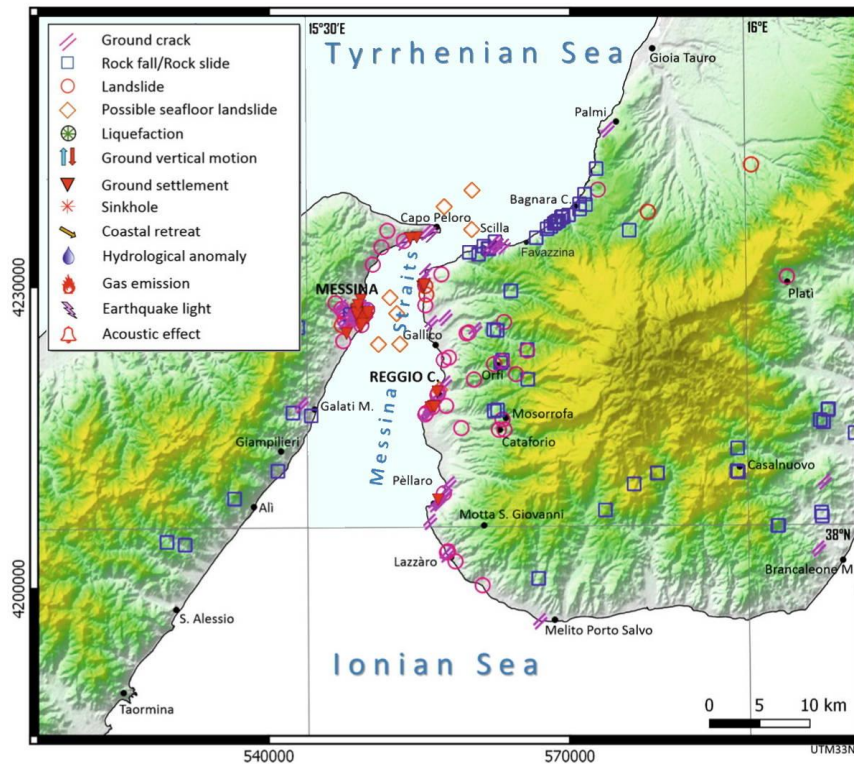 15°30'E
16°E
Tyrrhenian Sea
Ground crack
Rock fall/Rock slide
Landslide
Possible seafloor landslide
Liquefaction
Ground vertical motion
Ground settlement
Sinkhole
Coastal retreat
Hydrological anomaly
Gas emission
Earthquake light
Acoustic effect
Gioia Tauro
Palmi
Bagnara C.
Capo Peloro
Scilla
Favazzina
MESSINA
Messina Straits
Platì
Gallico
REGGIO C.
Ortì
Galati M.
Mosorrofa
Cataforio
Giampilieri
Casalnuovo
Pèllaro
Alì
Motta S. Giovanni
38°N
Lazzàro
Brancaleone M
S. Alessio
Melito Porto Salvo
Ionian Sea
Taormina
0 5 10 km
UTM33N
4230000
4200000
540000
570000